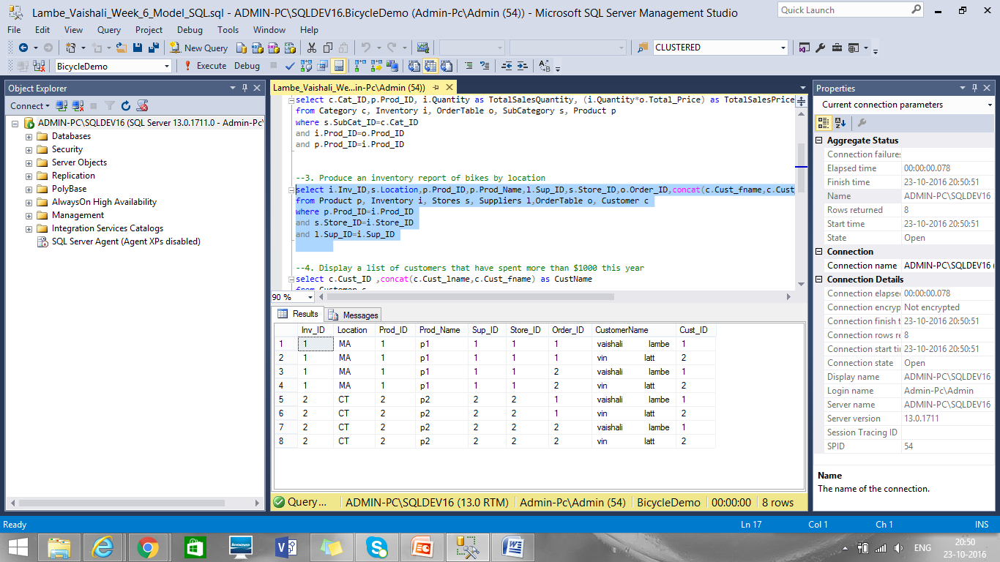 Lambe_Vaishali_Week_6_Model_SQL.sql - ADMIN-PC\SQLDEV16.BicycleDemo (Admin-Pc\Admin (54)) - Microsoft SQL Server Management Studio
Quick Launch
File Edit View Query Project Debug Tools Window Help
New Query
CLUSTERED
BicycleDemo
Execute Debug
Object Explorer
Connect
ADMIN-PC\SQLDEV16 (SQL Server 13.0.1711.0 - Admin-Pc\
Databases
Security
Server Objects
Replication
PolyBase
AlwaysOn High Availability
Management
Integration Services Catalogs
SQL Server Agent (Agent XPs disabled)
Lambe_Vaishali_We...in-Pc\Admin (54))
select c.Cat_ID,p.Prod_ID, i.Quantity as TotalSalesQuantity, (i.Quantity*o.Total_Price) as TotalSalesPrice
from Category c, Inventory i, OrderTable o, SubCategory s, Product p
where s.SubCat_ID=c.Cat_ID
and i.Prod_ID=o.Prod_ID
and p.Prod_ID=i.Prod_ID
--3. Produce an inventory report of bikes by location
select i.Inv_ID,s.Location,p.Prod_ID,p.Prod_Name,l.Sup_ID,s.Store_ID,o.Order_ID,concat(c.Cust_fname,c.Cust
from Product p, Inventory i, Stores s, Suppliers l,OrderTable o, Customer c
where p.Prod_ID=i.Prod_ID
and s.Store_ID=i.Store_ID
and l.Sup_ID=i.Sup_ID
--4. Display a list of customers that have spent more than $1000 this year
select c.Cust_ID ,concat(c.Cust_lname,c.Cust_fname) as CustName
from Customer c
90 %
Results Messages
Inv_ID Location Prod_ID Prod_Name Sup_ID Store_ID Order_ID CustomerName Cust_ID
1 1 MA 1 p1 1 1 1 vaishali lambe 1
2 1 MA 1 p1 1 1 1 vin latt 2
3 1 MA 1 p1 1 1 2 vaishali lambe 1
4 1 MA 1 p1 1 1 2 vin latt 2
5 2 CT 2 p2 2 2 1 vaishali lambe 1
6 2 CT 2 p2 2 2 1 vin latt 2
7 2 CT 2 p2 2 2 2 vaishali lambe 1
8 2 CT 2 p2 2 2 2 vin latt 2
Query... ADMIN-PC\SQLDEV16 (13.0 RTM) Admin-Pc\Admin (54) BicycleDemo 00:00:00 8 rows
Properties
Current connection parameters
Aggregate Status
Connection failures
Elapsed time 00:00:00.078
Finish time 23-10-2016 20:50:51
Name ADMIN-PC\SQLDEV16
Rows returned 8
Start time 23-10-2016 20:50:51
State Open
Connection
Connection name ADMIN-PC\SQLDEV16 (
Connection Details
Connection elapse 00:00:00.078
Connection encryp Not encrypted
Connection finish t 23-10-2016 20:50:51
Connection rows re 8
Connection start ti 23-10-2016 20:50:51
Connection state Open
Display name ADMIN-PC\SQLDEV16
Login name Admin-Pc\Admin
Server name ADMIN-PC\SQLDEV16
Server version 13.0.1711
Session Tracing ID
SPID 54
Name
The name of the connection.
Ready Ln 17 Col 1 Ch 1 INS
lenovo
ENG
20:50
23-10-2016